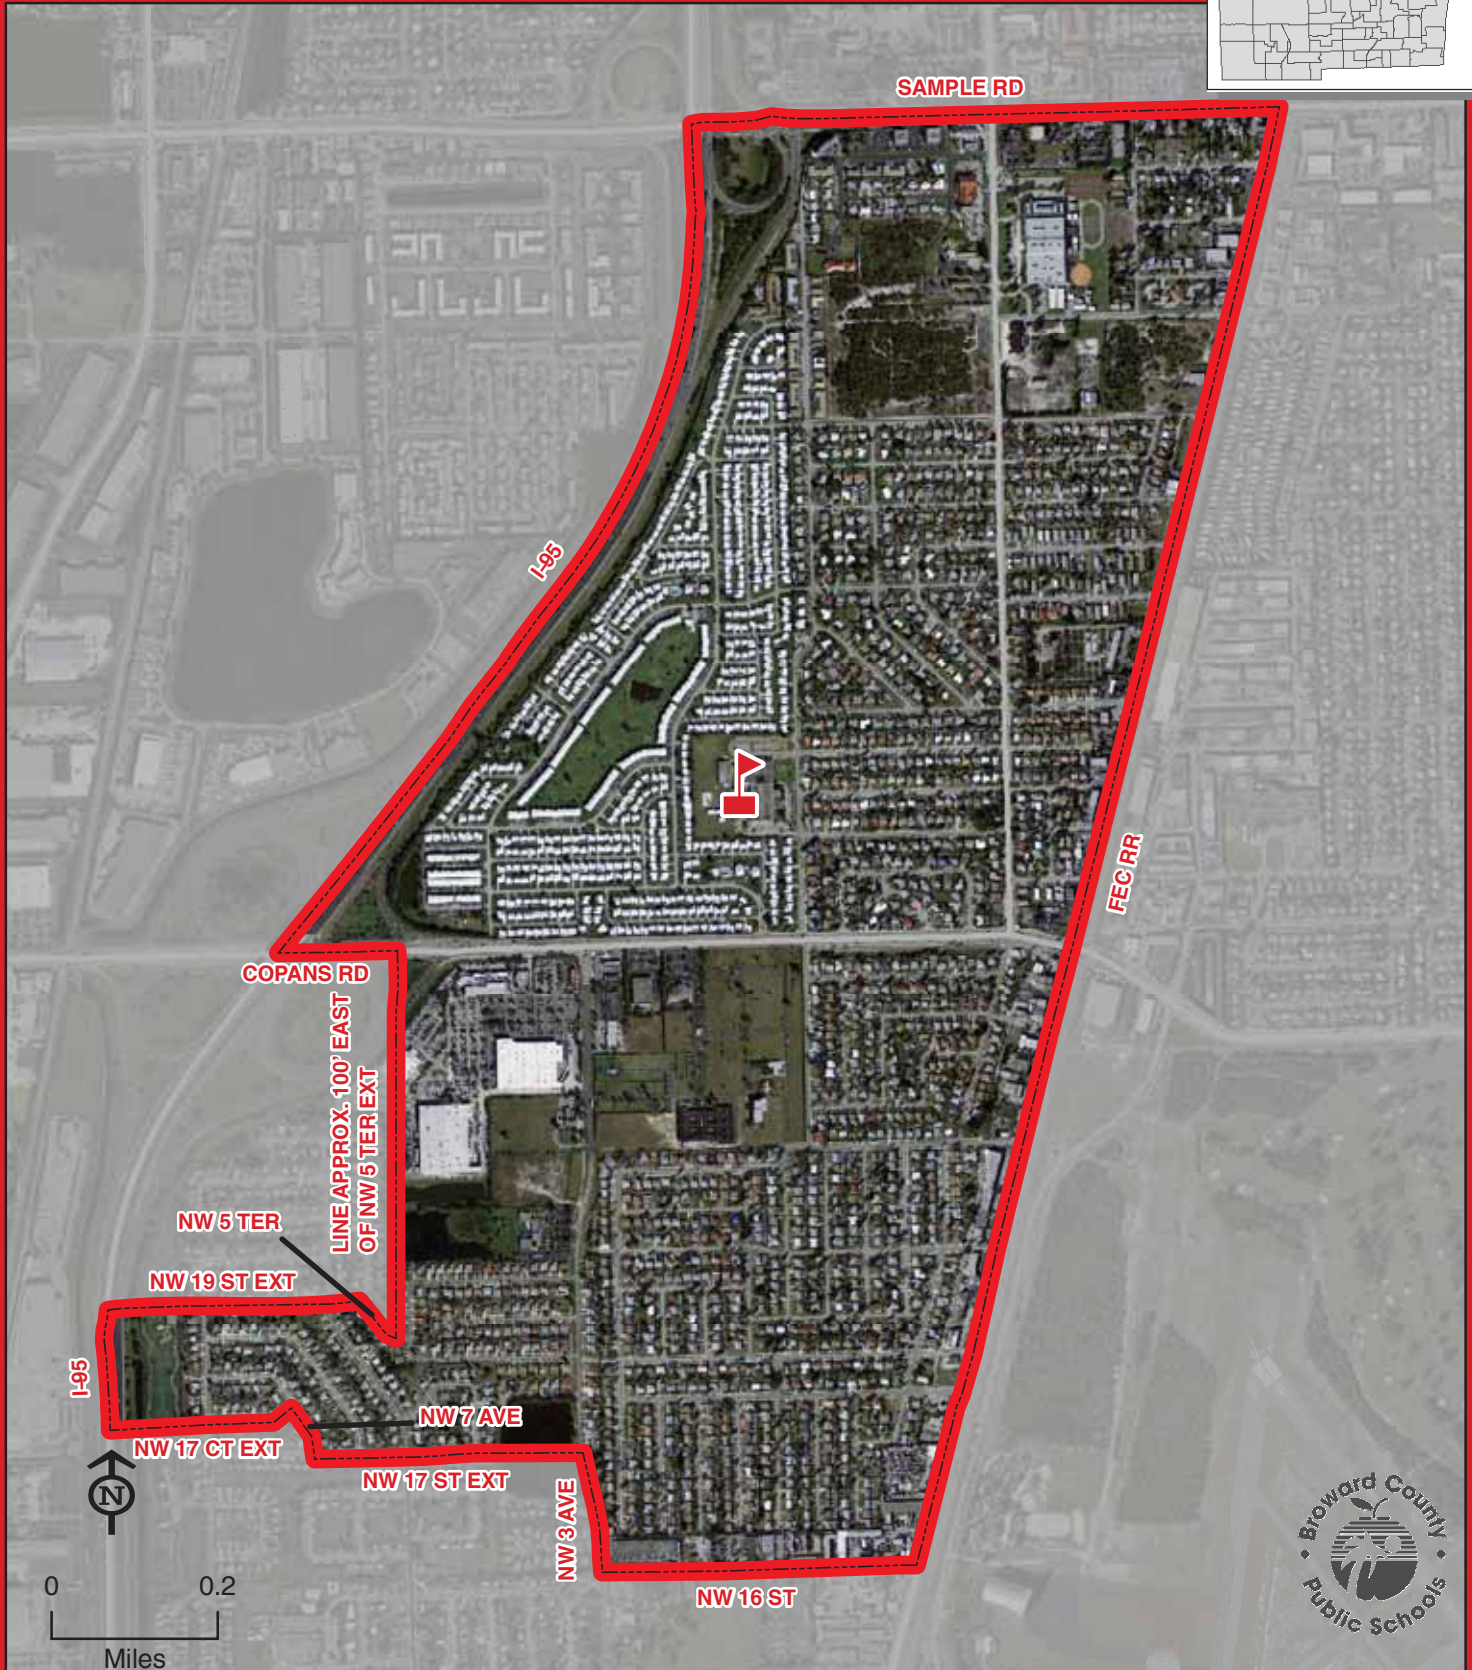 SAMPLE RD
I-95
FEC RR
COPANS RD
LINE APPROX. 100' EAST
OF NW 5 TER EXT
NW 5 TER
NW 19 ST EXT
I-95
NW 7 AVE
NW 17 CT EXT
NW 17 ST EXT
NW 3 AVE
NW 16 ST
N
0 0.2
Miles
Broward County
Public Schools